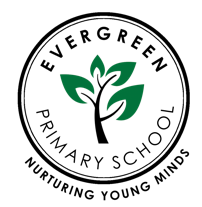 EVERGREEN
PRIMARY SCHOOL
NURTURING YOUNG MINDS